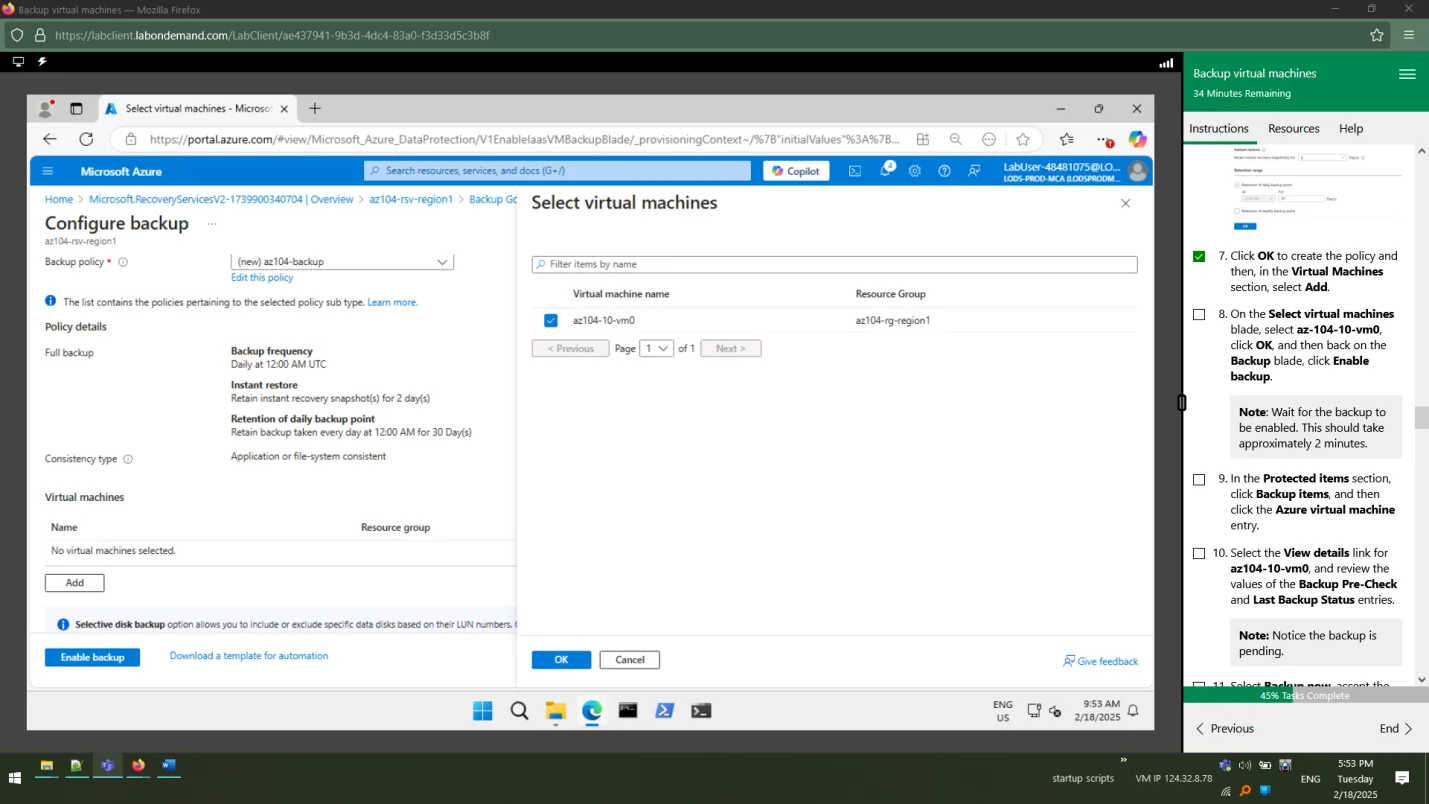 Backup virtual machines — Mozilla Firefox
https://labclient.labondemand.com/LabClient/ae437941-9b3d-4dc4-83a0-f3d33d5c3b8f
Select virtual machines - Microsof
https://portal.azure.com/#view/Microsoft_Azure_DataProtection/V1EnableIaasVMBackupBlade/_provisioningContext~/%7B"initialValues"%3A%7B...
Microsoft Azure
Search resources, services, and docs (G+/)
Copilot
4
LabUser-48481075@LO...
LODS-PROD-MCA (LODSPRODM...
Home > Microsoft.RecoveryServicesV2-1739900340704 | Overview > az104-rsv-region1 > Backup Go
Configure backup ...
az104-rsv-region1
Backup policy *
(new) az104-backup
Edit this policy
The list contains the policies pertaining to the selected policy sub type. Learn more.
Policy details
Full backup
Backup frequency
Daily at 12:00 AM UTC
Instant restore
Retain instant recovery snapshot(s) for 2 day(s)
Retention of daily backup point
Retain backup taken every day at 12:00 AM for 30 Day(s)
Consistency type
Application or file-system consistent
Virtual machines
Name Resource group
No virtual machines selected.
Add
Selective disk backup option allows you to include or exclude specific data disks based on their LUN numbers.
Enable backup
Download a template for automation
Select virtual machines
Filter items by name
Virtual machine name Resource Group
az104-10-vm0 az104-rg-region1
< Previous Page 1 of 1 Next >
OK Cancel
Give feedback
ENG
US
9:53 AM
2/18/2025
Backup virtual machines
34 Minutes Remaining
Instructions Resources Help
Retention range
OK
7. Click OK to create the policy and
then, in the Virtual Machines
section, select Add.
8. On the Select virtual machines
blade, select az-104-10-vm0,
click OK, and then back on the
Backup blade, click Enable
backup.
Note: Wait for the backup to
be enabled. This should take
approximately 2 minutes.
9. In the Protected items section,
click Backup items, and then
click the Azure virtual machine
entry.
10. Select the View details link for
az104-10-vm0, and review the
values of the Backup Pre-Check
and Last Backup Status entries.
Note: Notice the backup is
pending.
11. Select Backup now, accept the
45% Tasks Complete
< Previous
End >
startup scripts
VM IP 124.32.8.78
ENG
5:53 PM
Tuesday
2/18/2025